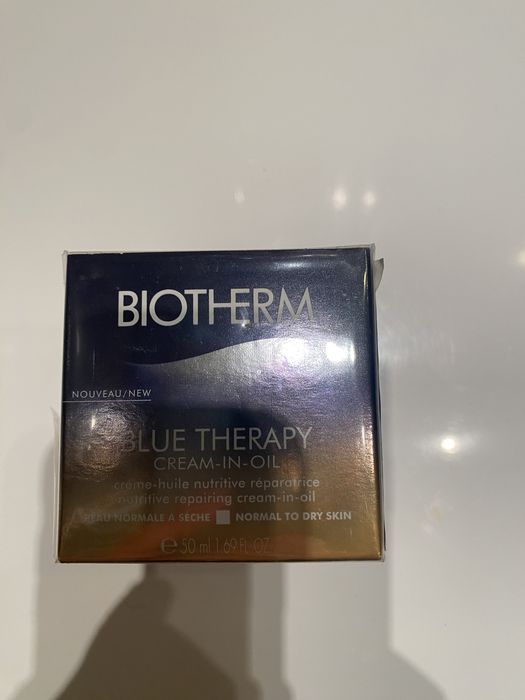 BIOTHERM
NOUVEAU/NEW
BLUE THERAPY
CREAM-IN-OIL
crème-huile nutritive réparatrice
nutritive repairing cream-in-oil
PEAU NORMALE À SÈCHE NORMAL TO DRY SKIN
℮ 50 ml 1.69 FL.OZ.